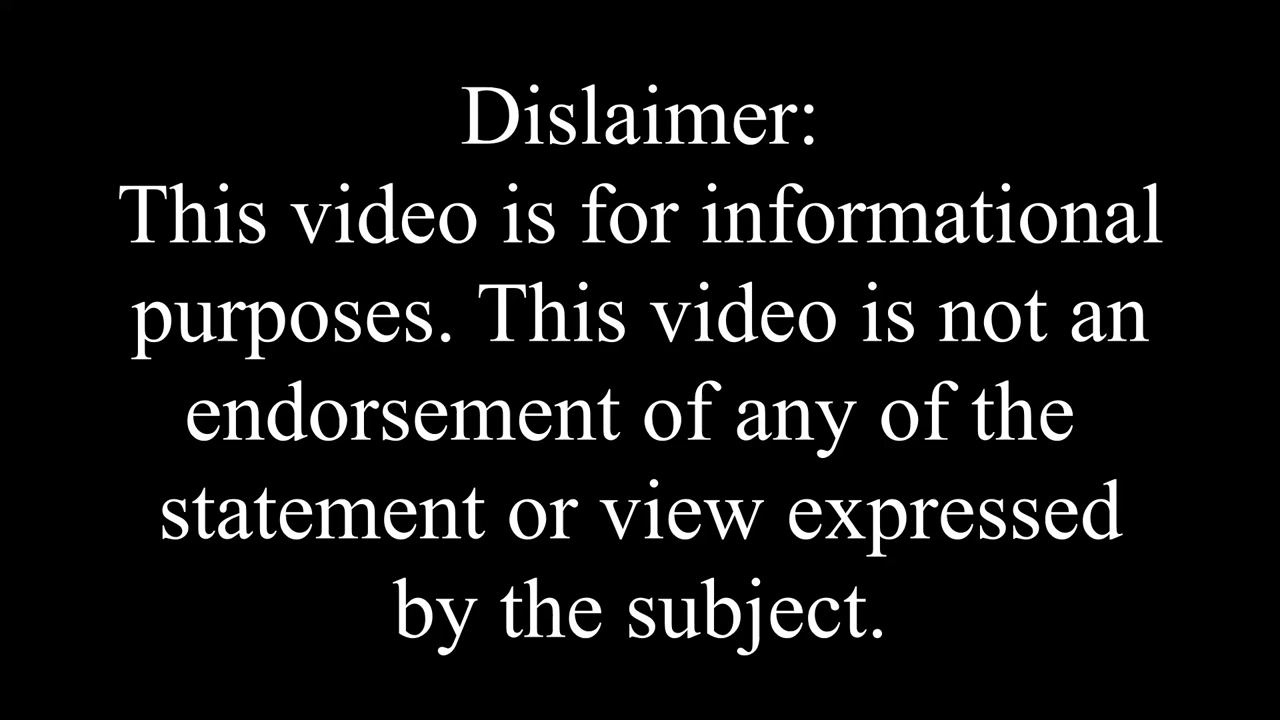 Dislaimer:
This video is for informational
purposes. This video is not an
endorsement of any of the
statement or view expressed
by the subject.